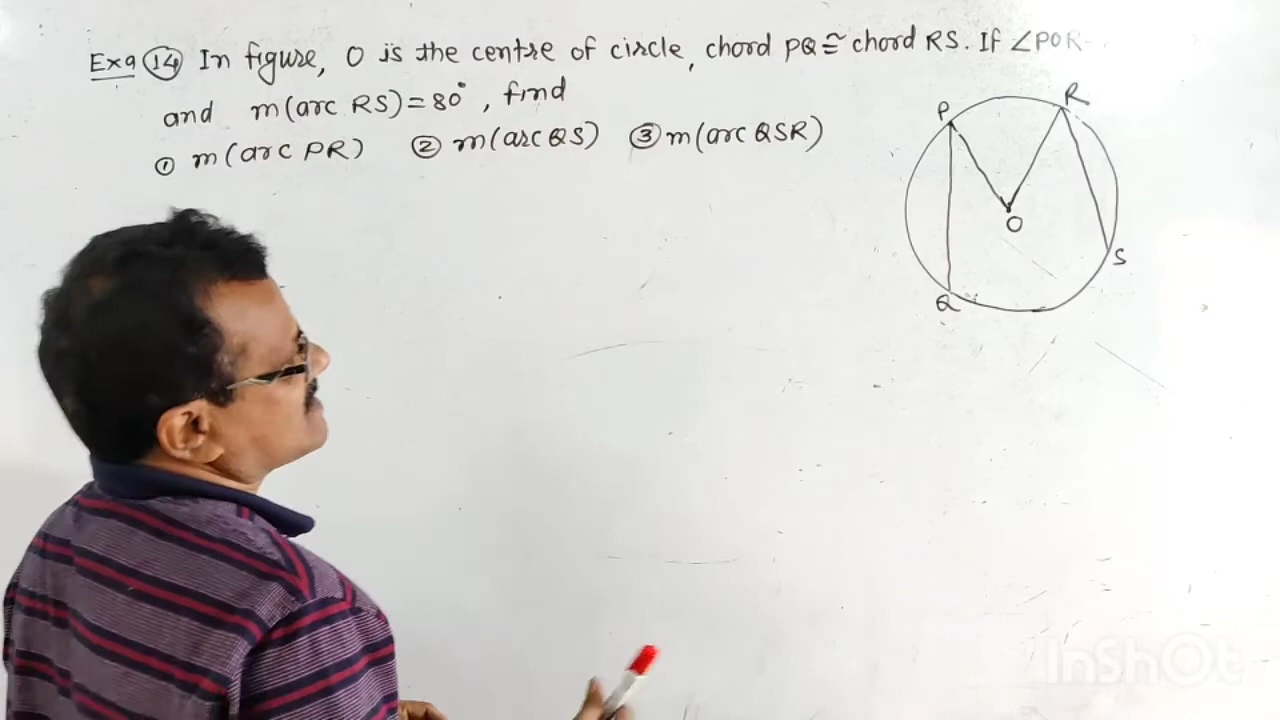 Exa 14 In figure, O is the centre of circle, chord PQ ≅ chord RS. If ∠POR
and m(arc RS)=80°, find
① m(arc PR) ② m(arc QS) ③ m(arc QSR)
P
R
O
S
Q
InShOt